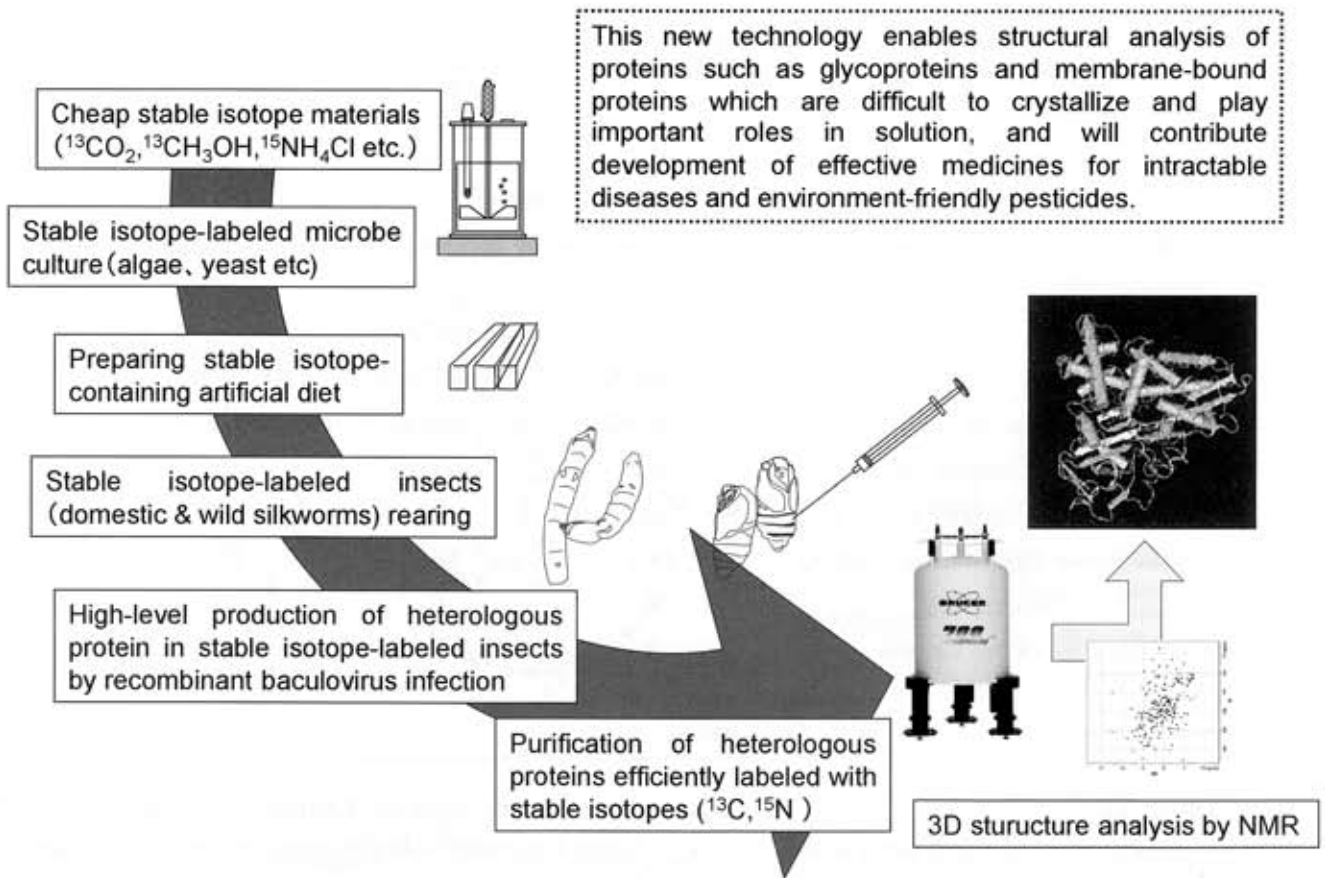 This new technology enables structural analysis of
proteins such as glycoproteins and membrane-bound
proteins which are difficult to crystallize and play
important roles in solution, and will contribute
development of effective medicines for intractable
diseases and environment-friendly pesticides.
Cheap stable isotope materials
(¹³CO₂,¹³CH₃OH,¹⁵NH₄Cl etc.)
Stable isotope-labeled microbe
culture(algae、yeast etc)
Preparing stable isotope-
containing artificial diet
Stable isotope-labeled insects
(domestic & wild silkworms) rearing
High-level production of heterologous
protein in stable isotope-labeled insects
by recombinant baculovirus infection
Purification of heterologous
proteins efficiently labeled with
stable isotopes (¹³C,¹⁵N )
BRUKER
3D sturucture analysis by NMR